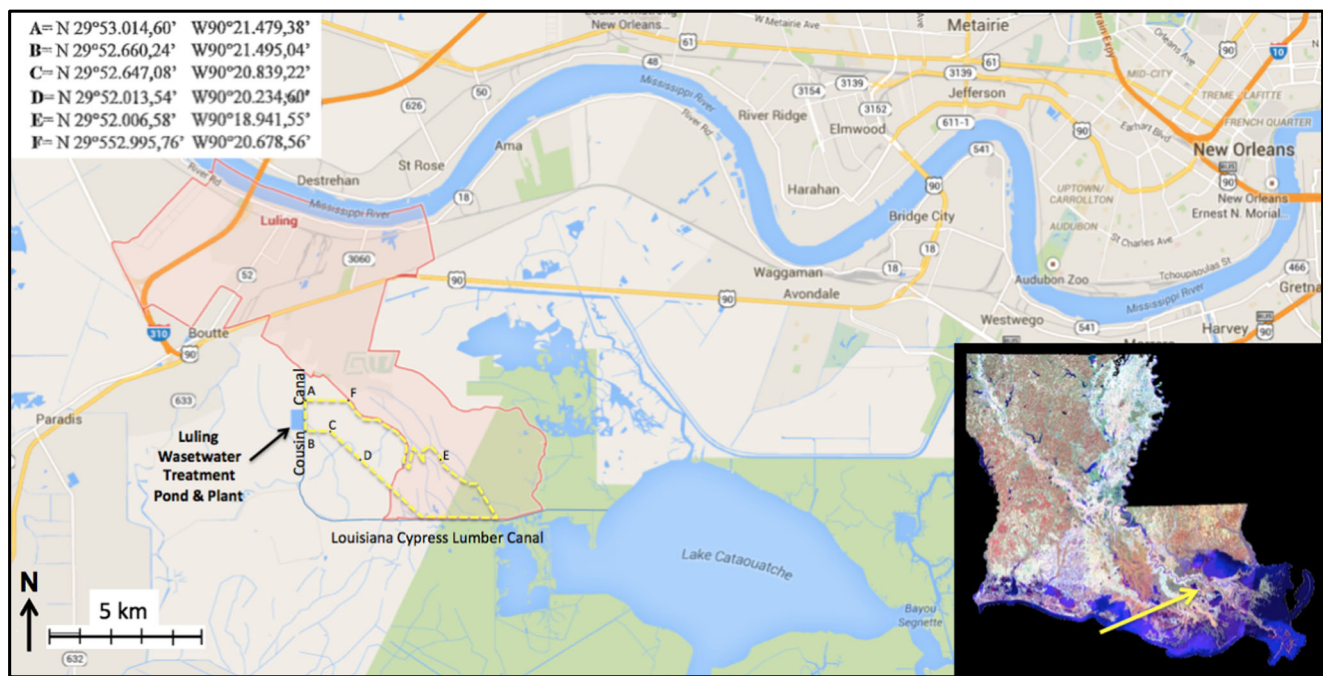 A= N 29°53.014,60’ W90°21.479,38’
B= N 29°52.660,24’ W90°21.495,04’
C= N 29°52.647,08’ W90°20.839,22’
D= N 29°52.013,54’ W90°20.234,60’
E= N 29°52.006,58’ W90°18.941,55’
F= N 29°552.995,76’ W90°20.678,56’
New Orleans...
W Metairie Ave
Metairie
61
61
90
10
48
3139
3139
3154
3152
MID-CITY
TREME - LAFITTE
FRENCH QUARTER
626
50
Mississippi River
River Rd
River Ridge
Jefferson
Elmwood
611-1
Earhart Blvd
90
New Orleans
90
Ama
St Rose
541
Destrehan
18
Harahan
UPTOWN/
CARROLLTON
New Orleans
Ernest N. Morial...
River Rd
Mississippi River
Luling
90
Bridge City
AUDUBON
St Charles Ave
52
3060
18
18
Waggaman
Audubon Zoo
Tchoupitoulas St
466
90
90
Avondale
Mississippi River
Gretna
310
Boutte
90
Westwego
541
Harvey
90
Paradis
633
Cousin Canal
A
F
B
C
D
E
Luling
Wasetwater
Treatment
Pond & Plant
Louisiana Cypress Lumber Canal
Lake Cataouatche
Bayou
Segnette
N
5 km
632